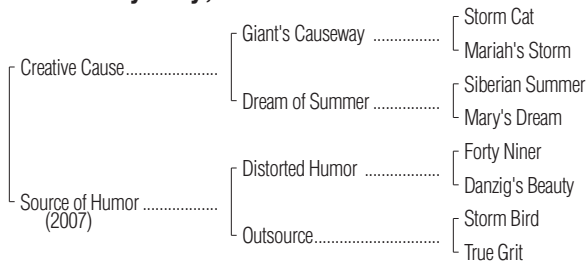 Storm Cat
Giant's Causeway ................
Mariah's Storm
Creative Cause......................
Siberian Summer
Dream of Summer ................
Mary's Dream
Forty Niner
Distorted Humor ..................
Danzig's Beauty
Source of Humor ..................
(2007)
Storm Bird
Outsource..............................
True Grit